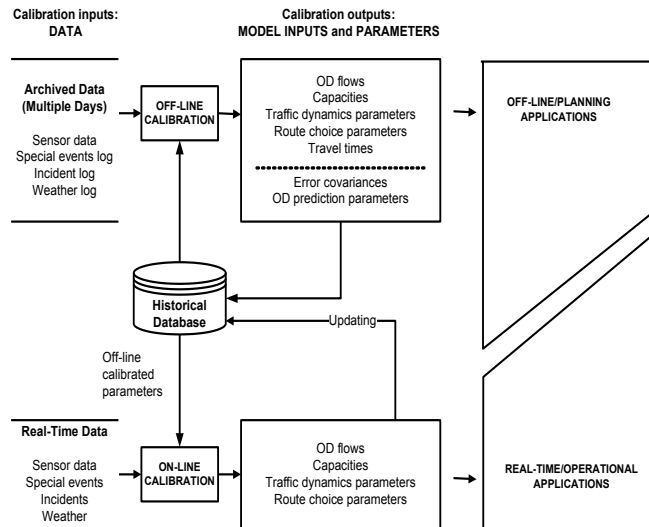 Calibration inputs:
DATA
Calibration outputs:
MODEL INPUTS and PARAMETERS
Archived Data
(Multiple Days)
Sensor data
Special events log
Incident log
Weather log
OFF-LINE
CALIBRATION
OD flows
Capacities
Traffic dynamics parameters
Route choice parameters
Travel times
Error covariances
OD prediction parameters
OFF-LINE/PLANNING
APPLICATIONS
Historical
Database
Updating
Off-line
calibrated
parameters
Real-Time Data
Sensor data
Special events
Incidents
Weather
ON-LINE
CALIBRATION
OD flows
Capacities
Traffic dynamics parameters
Route choice parameters
REAL-TIME/OPERATIONAL
APPLICATIONS